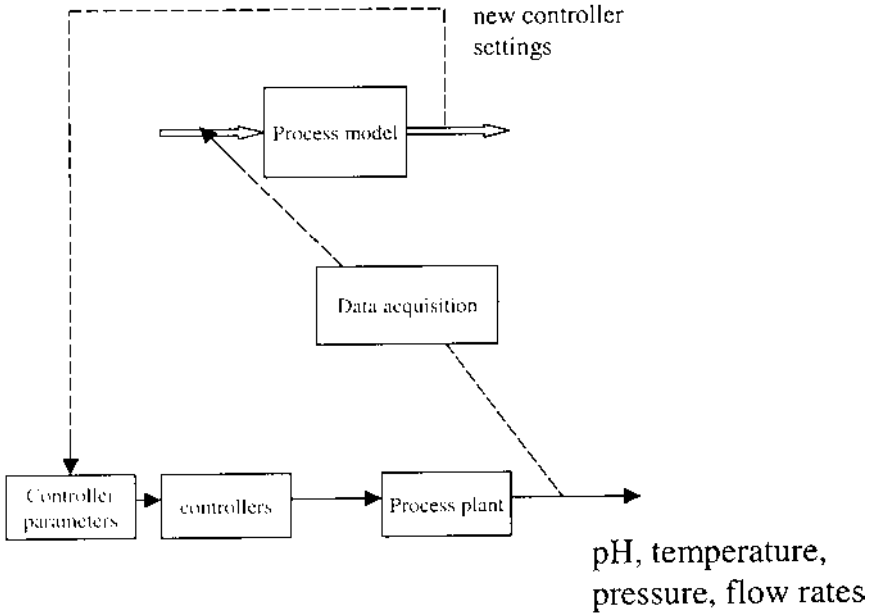 new controller
settings
Process model
Data acquisition
Controller
parameters
controllers
Process plant
pH, temperature,
pressure, flow rates